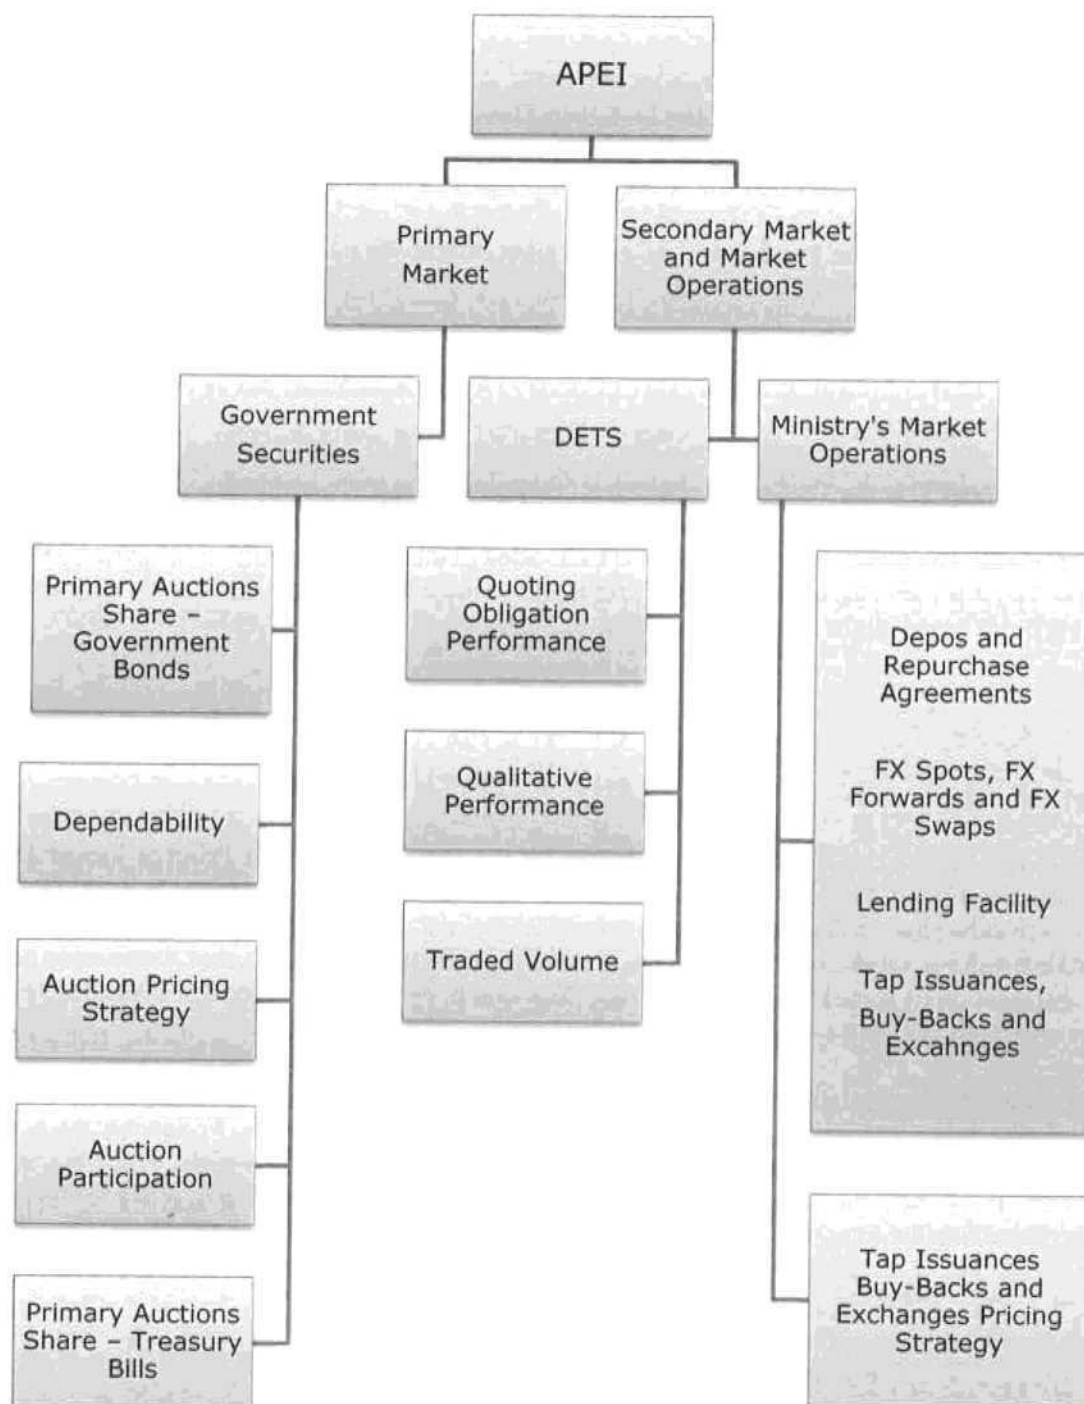 APEI
Primary
Market
Secondary Market
and Market
Operations
Government
Securities
DETS
Ministry's Market
Operations
Primary Auctions
Share –
Government
Bonds
Dependability
Auction Pricing
Strategy
Auction
Participation
Primary Auctions
Share – Treasury
Bills
Quoting
Obligation
Performance
Qualitative
Performance
Traded Volume
Depos and
Repurchase
Agreements
FX Spots, FX
Forwards and FX
Swaps
Lending Facility
Tap Issuances,
Buy-Backs and
Excahnges
Tap Issuances
Buy-Backs and
Exchanges Pricing
Strategy